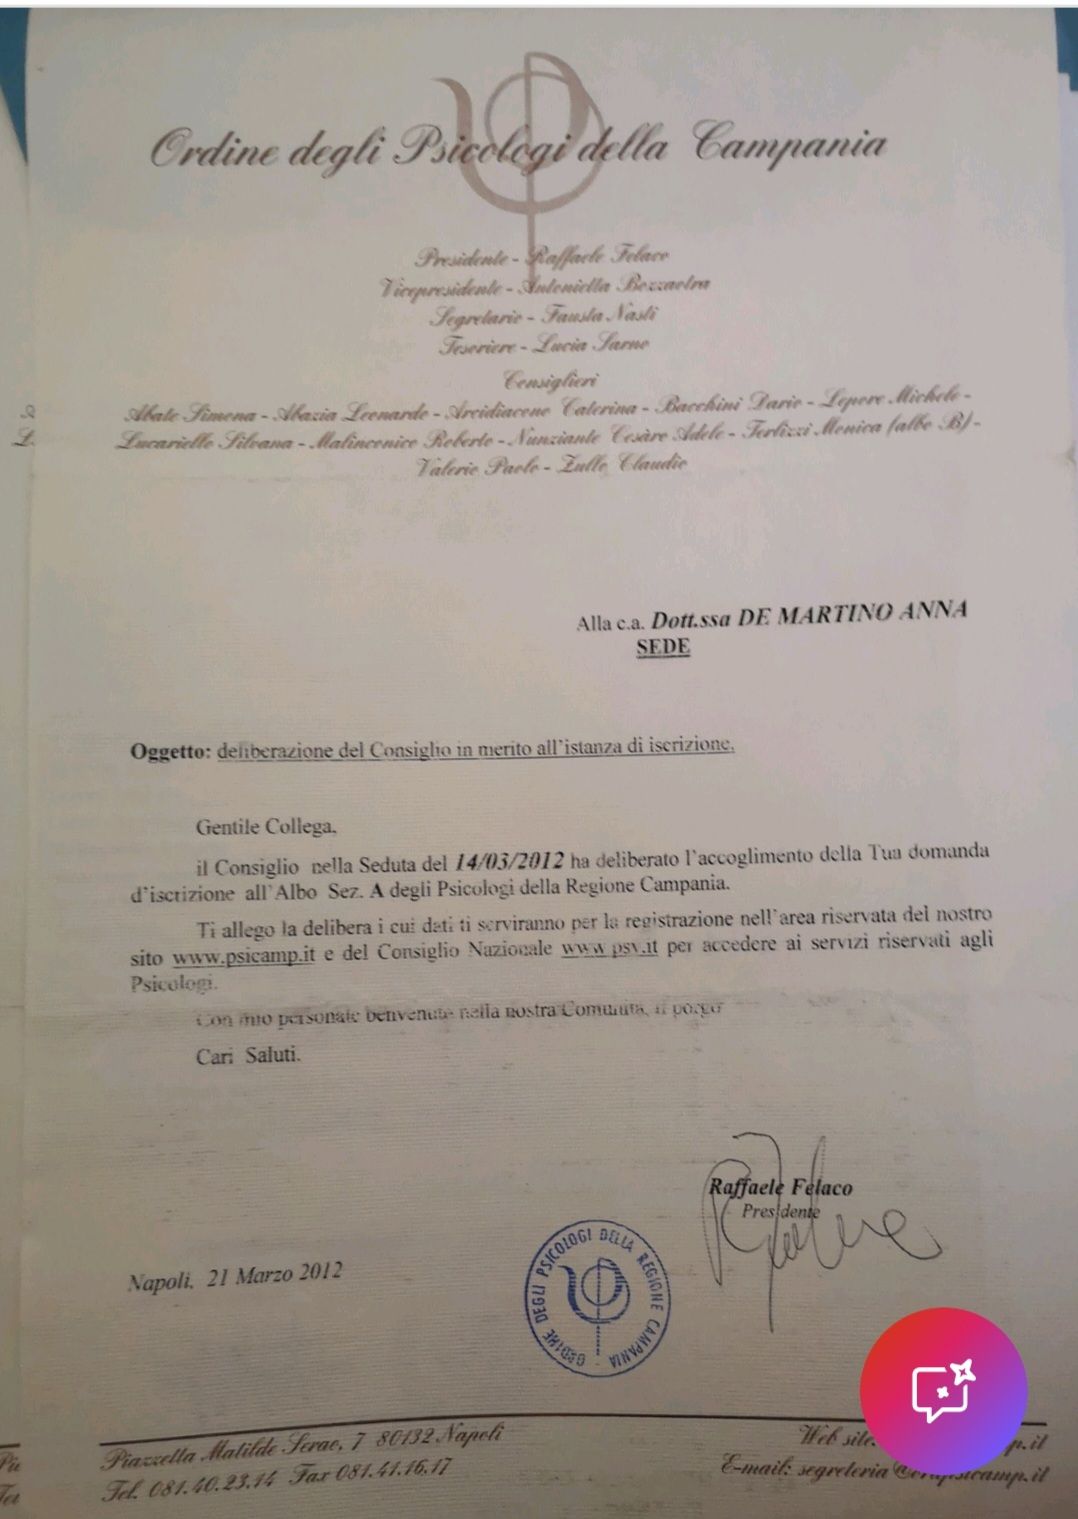 Ordine degli Psicologi della Campania
Presidente - Raffaele Felaco
Vicepresidente - Antonietta Bozzaotra
Segretario - Fausta Nasti
Tesoriere - Lucia Sarno
Consiglieri
Abate Simona - Abazia Leonardo - Arcidiacono Caterina - Bacchini Dario - Lepore Michele -
Lucariello Silvana - Malinconico Roberto - Nunziante Cesàro Adele - Terlizzi Monica (albo B) -
Valerio Paolo - Zullo Claudio
Alla c.a. Dott.ssa DE MARTINO ANNA
SEDE
Oggetto: deliberazione del Consiglio in merito all'istanza di iscrizione.
Gentile Collega,
il Consiglio nella Seduta del 14/03/2012 ha deliberato l'accoglimento della Tua domanda
d'iscrizione all'Albo Sez. A degli Psicologi della Regione Campania.
Ti allego la delibera i cui dati ti serviranno per la registrazione nell'area riservata del nostro
sito www.psicamp.it e del Consiglio Nazionale www.psy.it per accedere ai servizi riservati agli
Psicologi.
Con mio personale benvenuto nella nostra Comunità, ti porgo
Cari Saluti.
Raffaele Felaco
Presidente
Napoli, 21 Marzo 2012
ORDINE DEGLI PSICOLOGI DELLA REGIONE CAMPANIA
Piazzetta Matilde Serao, 7 80132 Napoli
Tel. 081.40.23.14 Fax 081.41.16.17
Web site:
E-mail: segreteria